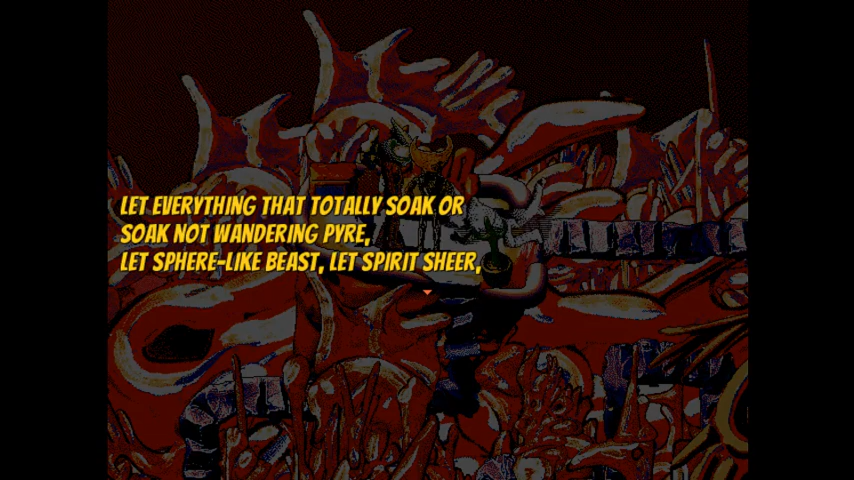 LET EVERYTHING THAT TOTALLY SOAK OR
SOAK NOT WANDERING PYRE,
LET SPHERE-LIKE BEAST, LET SPIRIT SHEER,